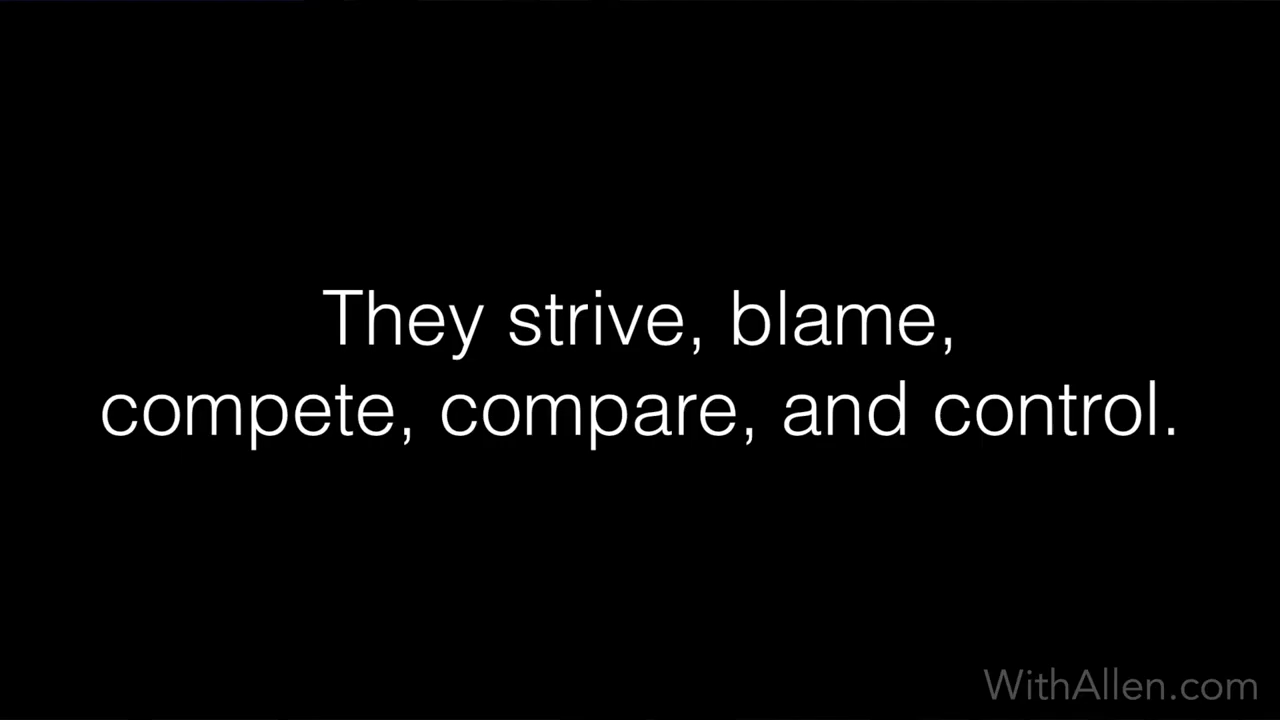 They strive, blame,
compete, compare, and control.
WithAllen.com